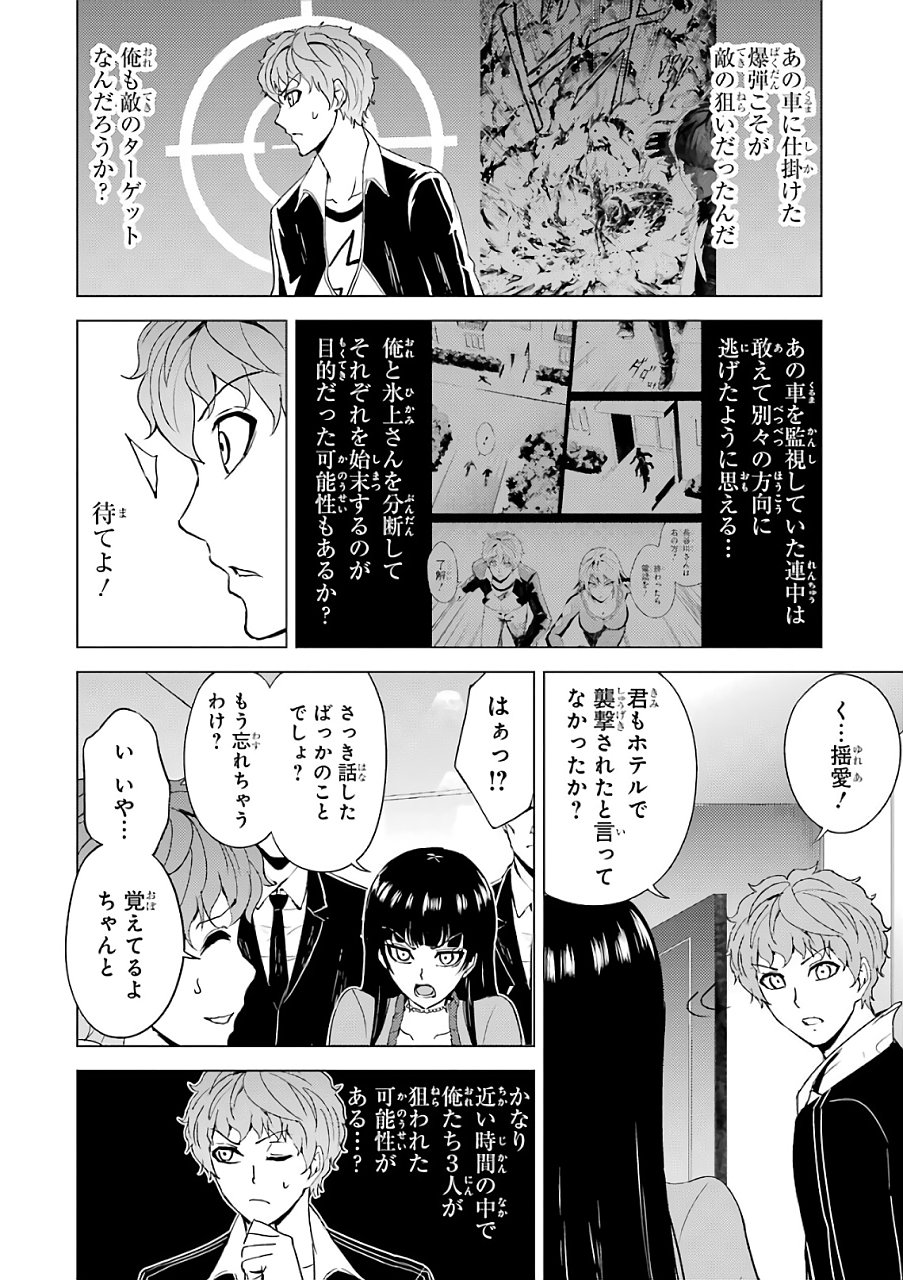 あの車に仕掛けた
爆弾こそが
敵の狙いだったんだ
俺も敵のターゲット
なんだろうか?
あの車を監視していた連中は
敢えて別々の方向に
逃げたように思える…
ダッ
終わったら
電話を
了解!
俺と氷上さんを分断して
それぞれを始末するのが
目的だった可能性もあるか?
待てよ!
く…揺愛!
君もホテルで
襲撃されたと言って
なかったか?
はぁっ!?
さっき話した
ばっかのこと
でしょ?
もう忘れちゃう
わけ?
い いや…
覚えてるよ
ちゃんと
かなり
近い時間の中で
俺たち3人が
狙われた
可能性が
ある…?